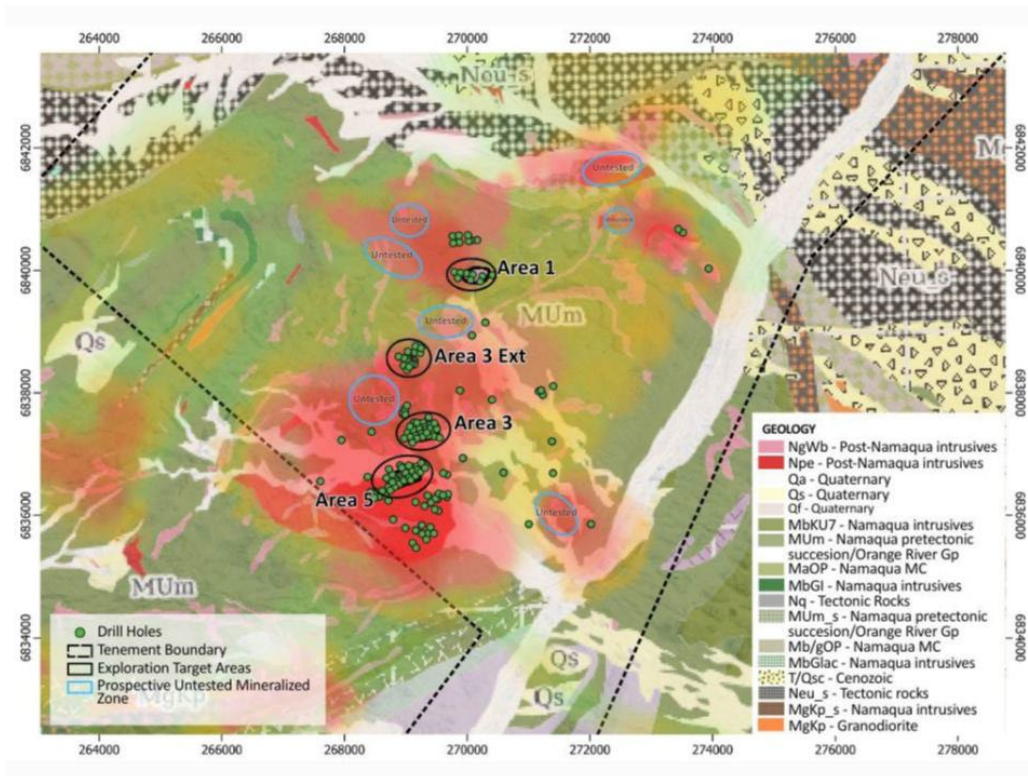 264000 266000 268000 270000 272000 274000 276000 278000
6842000
6840000
6838000
6836000
6834000
Neu_s
Untested
Untested
Untested
Area 1
Neu_s
MUm
Untested
Qs
Area 3 Ext
Untested
Area 3
Area 5
Untested
MUm
Qs
Qs
MgKp
6842000
6840000
6838000
6836000
6834000
GEOLOGY
NgWb - Post-Namaqua intrusives
Npe - Post-Namaqua intrusives
Qa - Quaternary
Qs - Quaternary
Qf - Quaternary
MbKU7 - Namaqua intrusives
MUm - Namaqua pretectonic
succesion/Orange River Gp
MaOP - Namaqua MC
MbGl - Namaqua intrusives
Nq - Tectonic Rocks
MUm_s - Namaqua pretectonic
succesion/Orange River Gp
Mb/gOP - Namaqua MC
MbGlac - Namaqua intrusives
T/Qsc - Cenozoic
Neu_s - Tectonic rocks
MgKp_s - Namaqua intrusives
MgKp - Granodiorite
Drill Holes
Tenement Boundary
Exploration Target Areas
Prospective Untested Mineralized
Zone
264000 266000 268000 270000 272000 274000 276000 278000